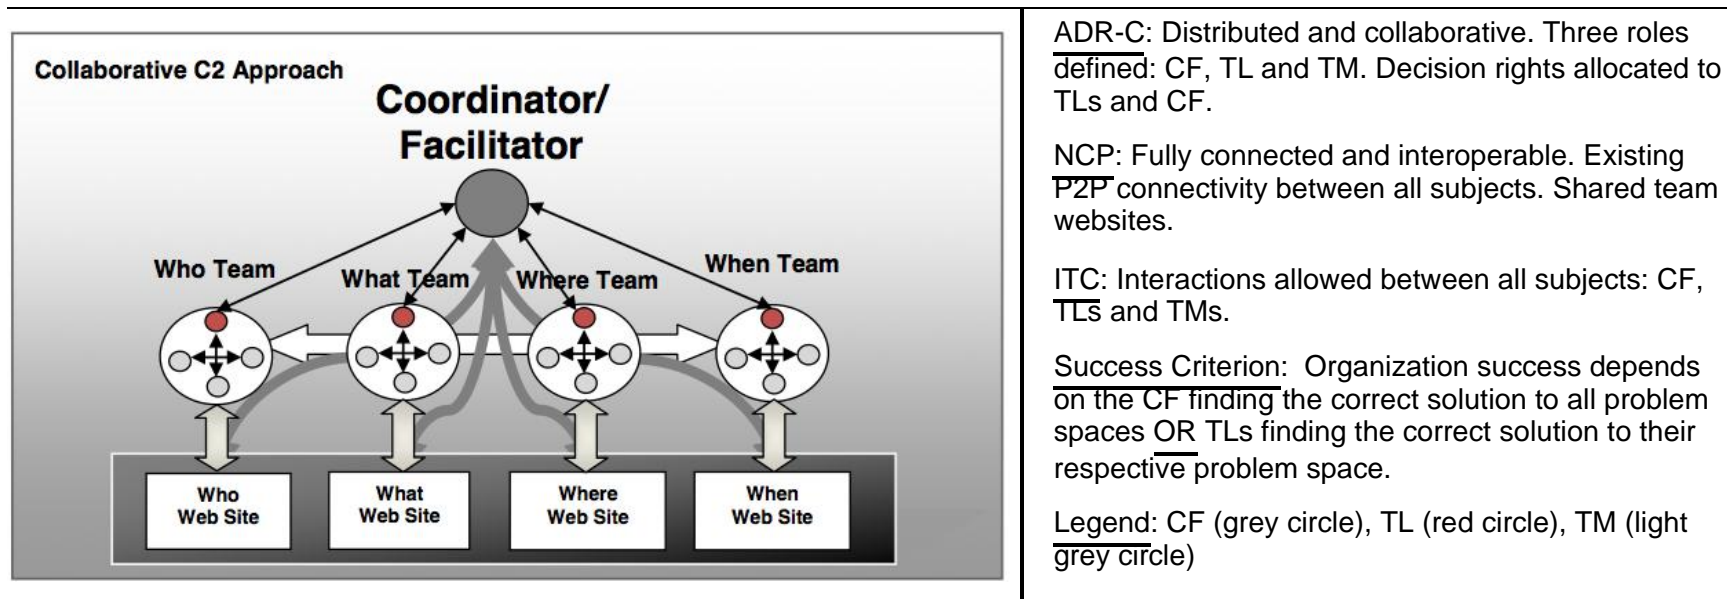 Collaborative C2 Approach
Coordinator/
Facilitator
Who Team
What Team
Where Team
When Team
Who
Web Site
What
Web Site
Where
Web Site
When
Web Site
ADR-C: Distributed and collaborative. Three roles
defined: CF, TL and TM. Decision rights allocated to
TLs and CF.
NCP: Fully connected and interoperable. Existing
P2P connectivity between all subjects. Shared team
websites.
ITC: Interactions allowed between all subjects: CF,
TLs and TMs.
Success Criterion: Organization success depends
on the CF finding the correct solution to all problem
spaces OR TLs finding the correct solution to their
respective problem space.
Legend: CF (grey circle), TL (red circle), TM (light
grey circle)